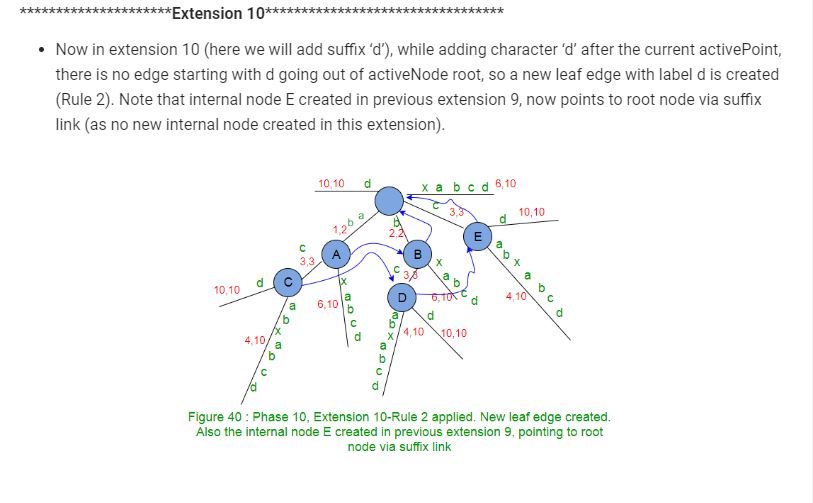 **********************Extension 10**********************************
• Now in extension 10 (here we will add suffix ‘d’), while adding character ‘d’ after the current activePoint,
there is no edge starting with d going out of activeNode root, so a new leaf edge with label d is created
(Rule 2). Note that internal node E created in previous extension 9, now points to root node via suffix
link (as no new internal node created in this extension).
10,10 d x a b c d 6,10
c 3,3 d 10,10
1,2 b a b 2,2 E
c 3,3 A B
a b x a b c d 4,10
10,10 d C
c 3,3 D
x a b c d 6,10
x a b c d 6,10
a b x a b c d 4,10
a b x a b c d 4,10
d 10,10
Figure 40 : Phase 10, Extension 10-Rule 2 applied. New leaf edge created.
Also the internal node E created in previous extension 9, pointing to root
node via suffix link